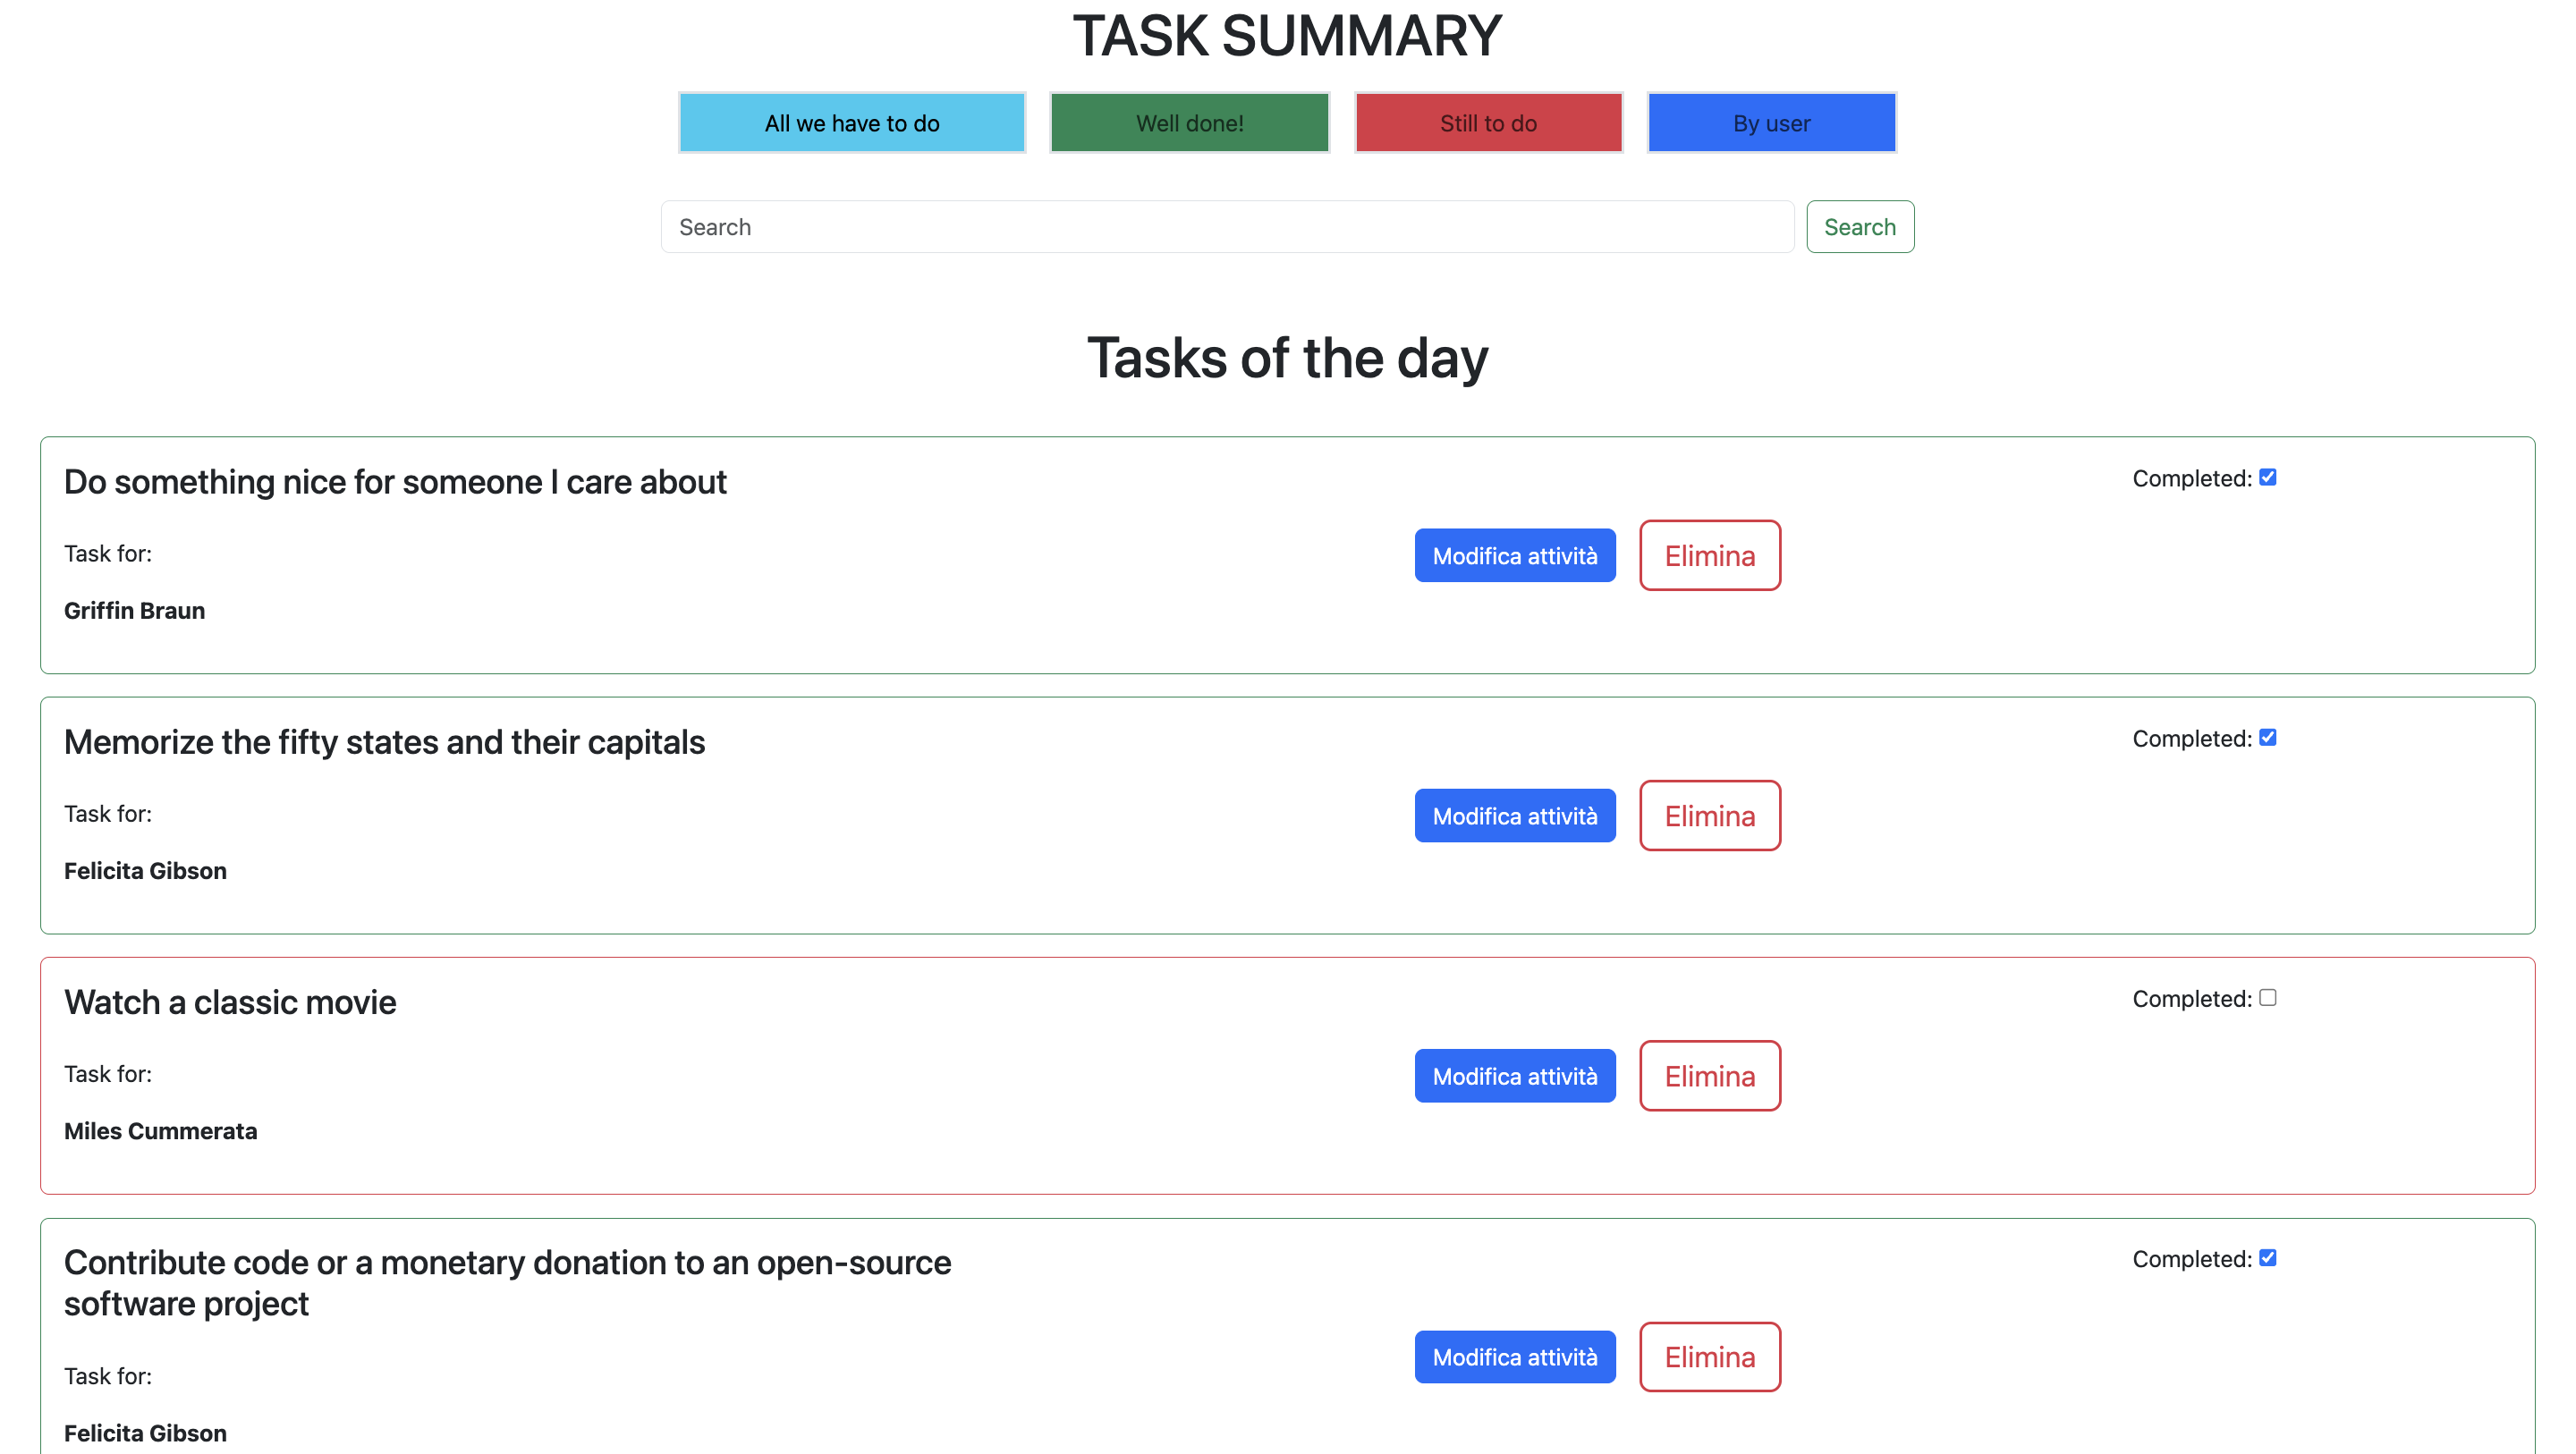 TASK SUMMARY
All we have to do
Well done!
Still to do
By user
Search
Search
Tasks of the day
Do something nice for someone I care about
Completed:
Task for:
Modifica attività
Elimina
Griffin Braun
Memorize the fifty states and their capitals
Completed:
Task for:
Modifica attività
Elimina
Felicita Gibson
Watch a classic movie
Completed:
Task for:
Modifica attività
Elimina
Miles Cummerata
Contribute code or a monetary donation to an open-source
software project
Completed:
Task for:
Modifica attività
Elimina
Felicita Gibson